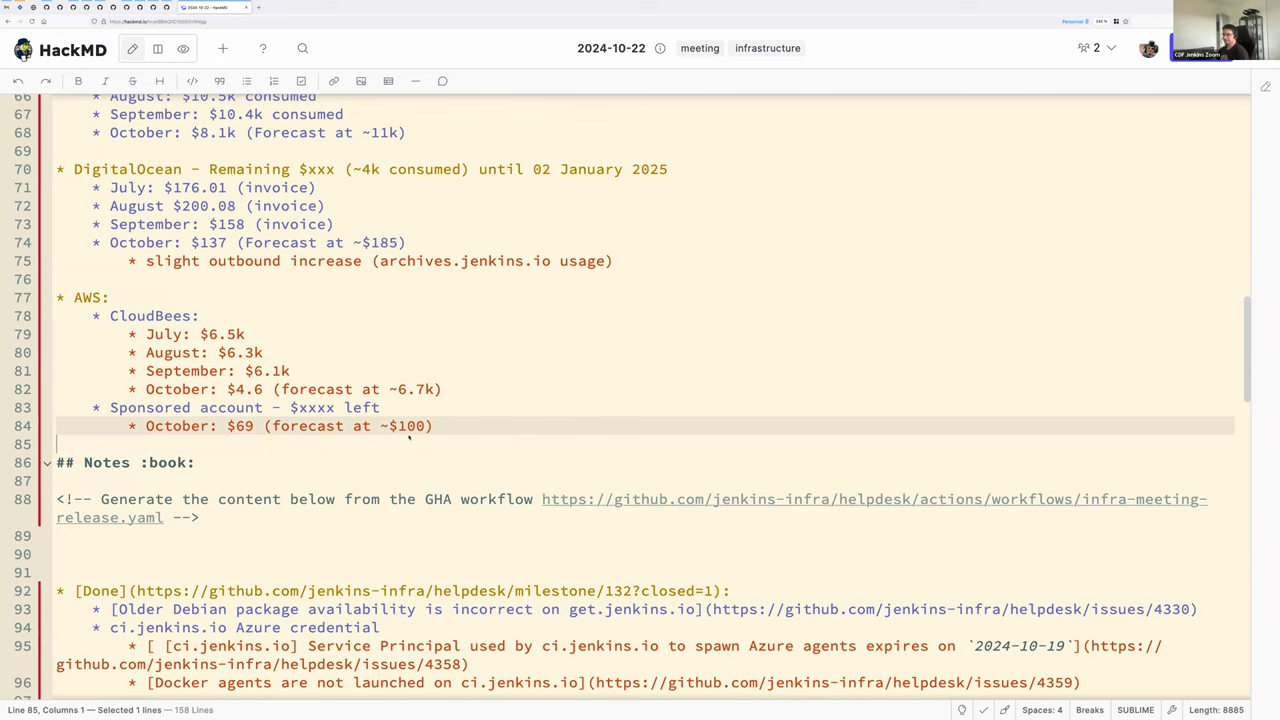 2024-10-22 - HackMD
Personnel
240 %
HackMD
2024-10-22
meeting
infrastructure
2
CDF Jenkins Zoom
66 * August: $10.5k consumed
67 * September: $10.4k consumed
68 * October: $8.1k (Forecast at ~11k)
69
70 * DigitalOcean - Remaining $xxx (~4k consumed) until 02 January 2025
71 * July: $176.01 (invoice)
72 * August $200.08 (invoice)
73 * September: $158 (invoice)
74 * October: $137 (Forecast at ~$185)
75 * slight outbound increase (archives.jenkins.io usage)
76
77 * AWS:
78 * CloudBees:
79 * July: $6.5k
80 * August: $6.3k
81 * September: $6.1k
82 * October: $4.6 (forecast at ~6.7k)
83 * Sponsored account - $xxxx left
84 * October: $69 (forecast at ~$100)
85
86 ## Notes :book:
87
88 <!-- Generate the content below from the GHA workflow https://github.com/jenkins-infra/helpdesk/actions/workflows/infra-meeting-
release.yaml -->
89
90
91
92 * [Done](https://github.com/jenkins-infra/helpdesk/milestone/132?closed=1):
93 * [Older Debian package availability is incorrect on get.jenkins.io](https://github.com/jenkins-infra/helpdesk/issues/4330)
94 * ci.jenkins.io Azure credential
95 * [ [ci.jenkins.io] Service Principal used by ci.jenkins.io to spawn Azure agents expires on `2024-10-19`](https://
github.com/jenkins-infra/helpdesk/issues/4358)
96 * [Docker agents are not launched on ci.jenkins.io](https://github.com/jenkins-infra/helpdesk/issues/4359)
Line 85, Columns 1 — Selected 1 lines — 158 Lines
Spaces: 4
Breaks
SUBLIME
Length: 8885